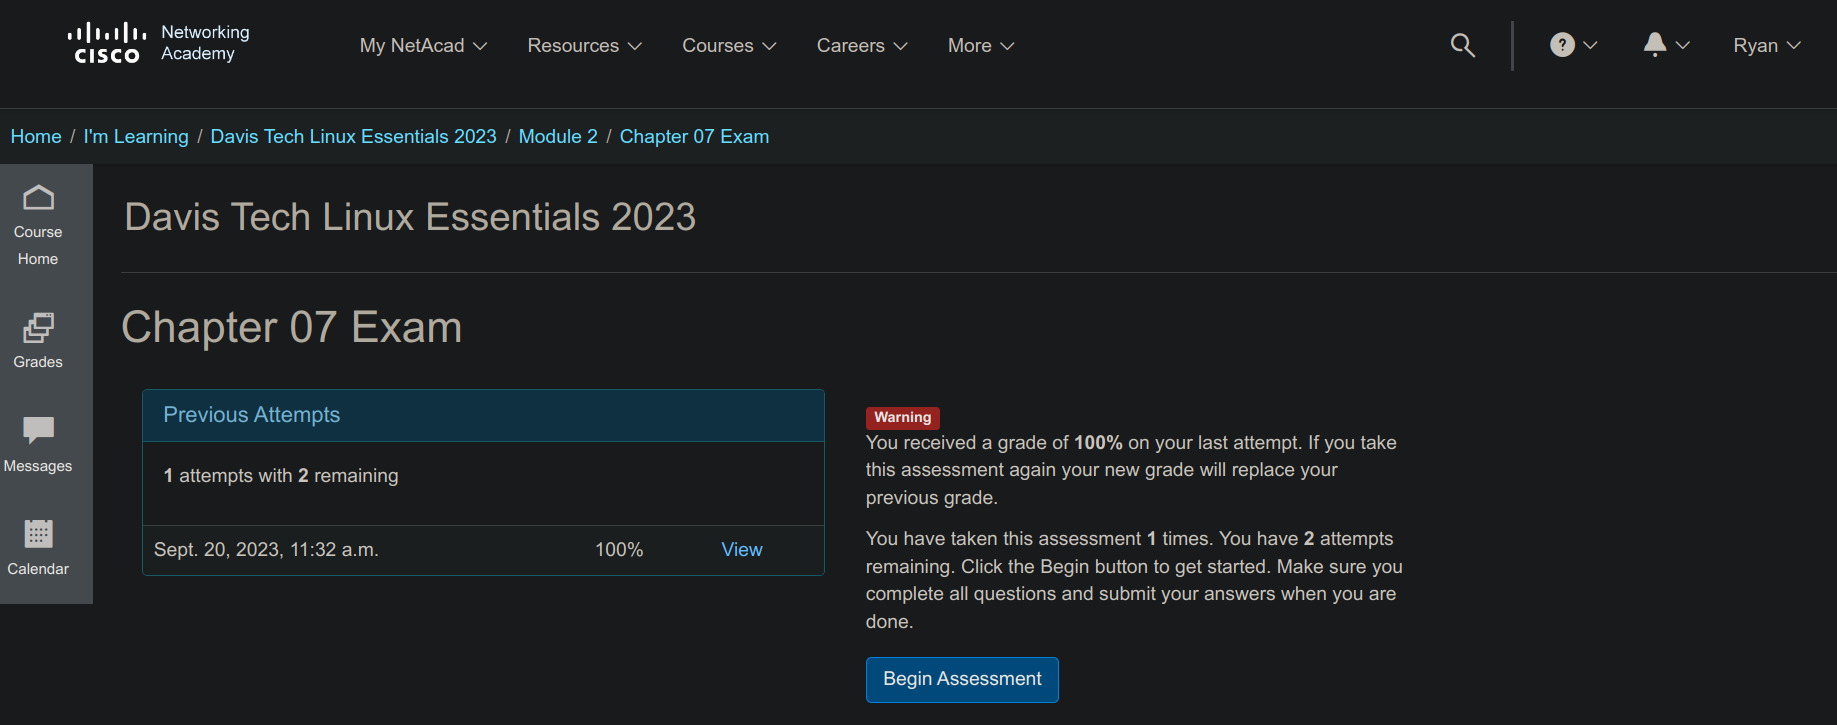 CISCO Networking Academy
My NetAcad
Resources
Courses
Careers
More
?
Ryan
Home / I'm Learning / Davis Tech Linux Essentials 2023 / Module 2 / Chapter 07 Exam
Course
Home
Grades
Messages
Calendar
Davis Tech Linux Essentials 2023
Chapter 07 Exam
Previous Attempts
1 attempts with 2 remaining
Sept. 20, 2023, 11:32 a.m. 100% View
Warning
You received a grade of 100% on your last attempt. If you take
this assessment again your new grade will replace your
previous grade.
You have taken this assessment 1 times. You have 2 attempts
remaining. Click the Begin button to get started. Make sure you
complete all questions and submit your answers when you are
done.
Begin Assessment